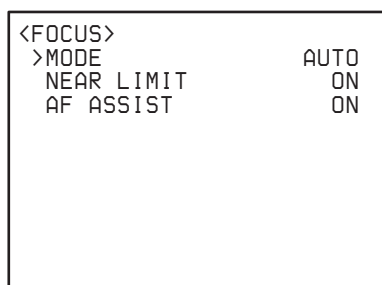 <FOCUS>
>MODE AUTO
NEAR LIMIT ON
AF ASSIST ON